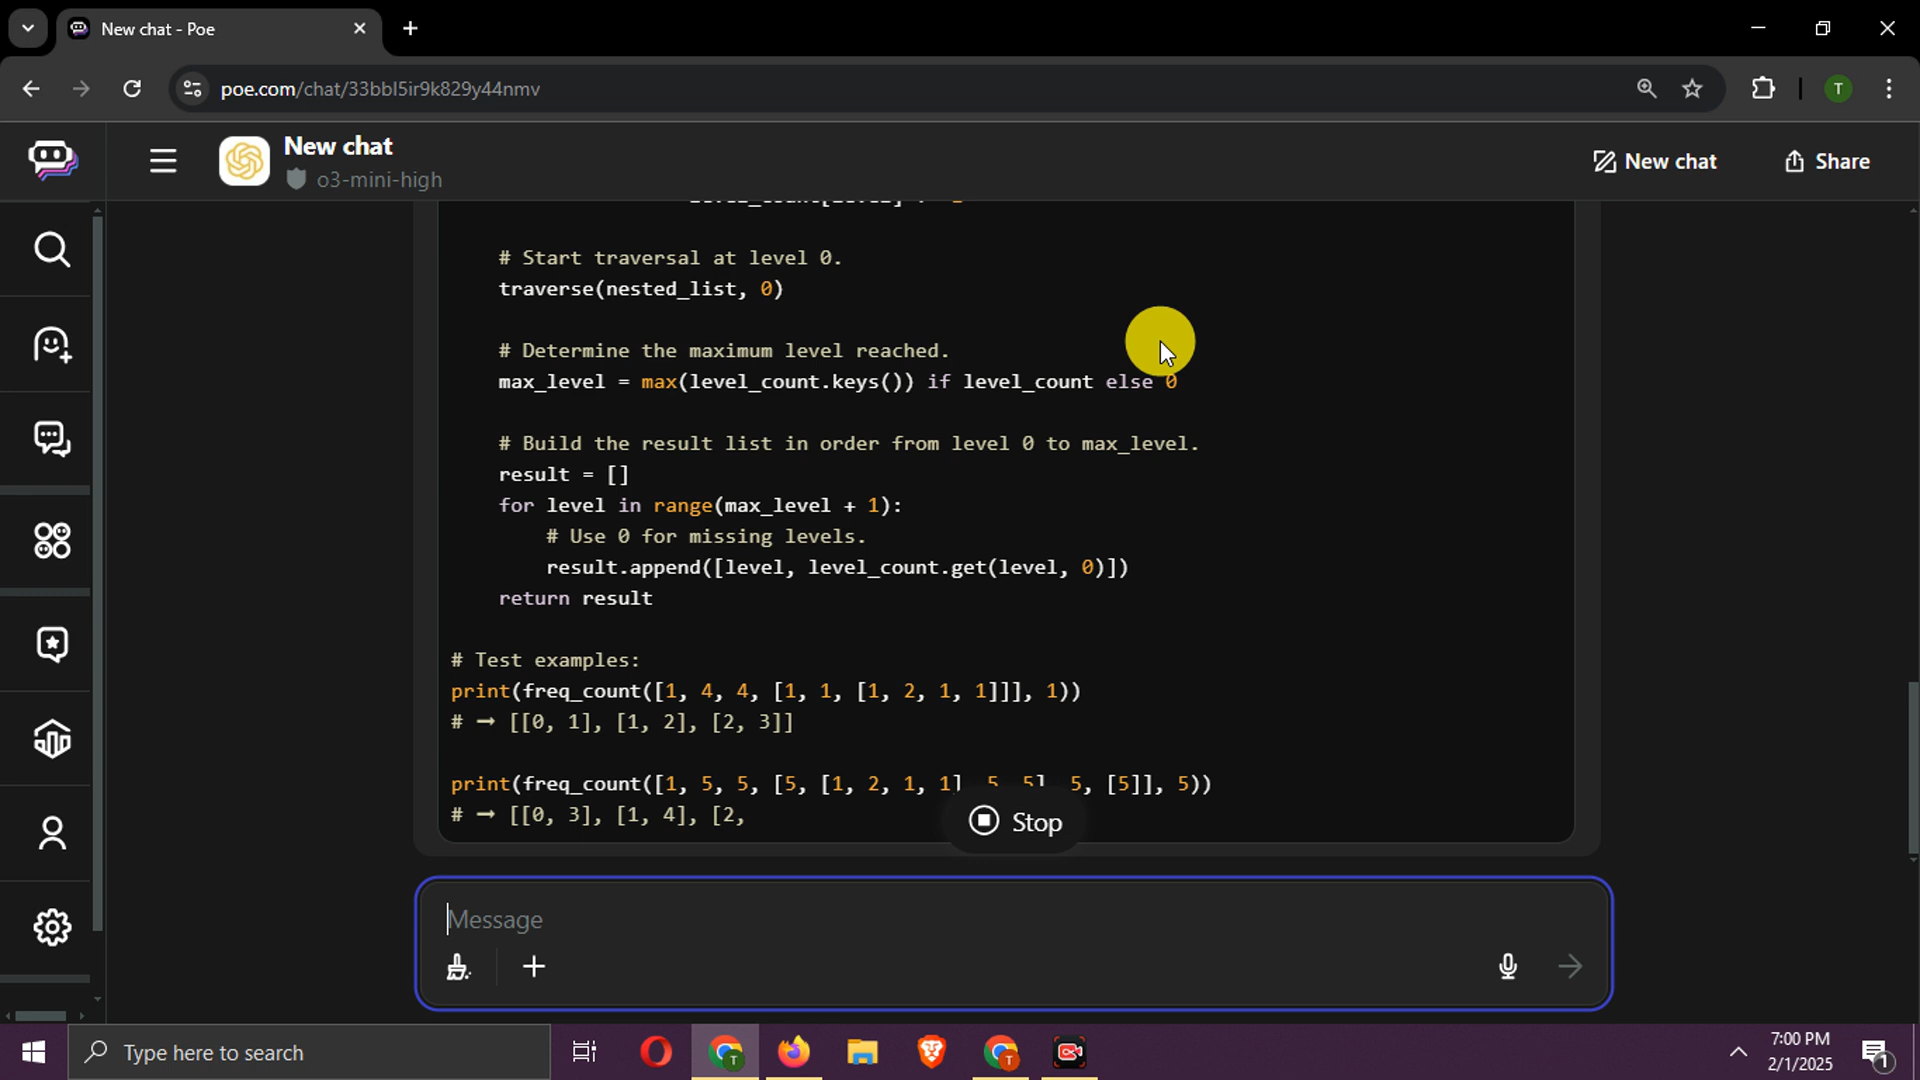 New chat - Poe
poe.com/chat/33bbl5ir9k829y44nmv
T
New chat
o3-mini-high
New chat
Share
# Start traversal at level 0.
traverse(nested_list, 0)
# Determine the maximum level reached.
max_level = max(level_count.keys()) if level_count else 0
# Build the result list in order from level 0 to max_level.
result = []
for level in range(max_level + 1):
# Use 0 for missing levels.
result.append([level, level_count.get(level, 0)])
return result
# Test examples:
print(freq_count([1, 4, 4, [1, 1, [1, 2, 1, 1]]], 1))
# → [[0, 1], [1, 2], [2, 3]]
print(freq_count([1, 5, 5, [5, [1, 2, 1, 1], 5, 5], 5, [5]], 5))
# → [[0, 3], [1, 4], [2,
Stop
Message
Type here to search
T
T
7:00 PM
2/1/2025
1